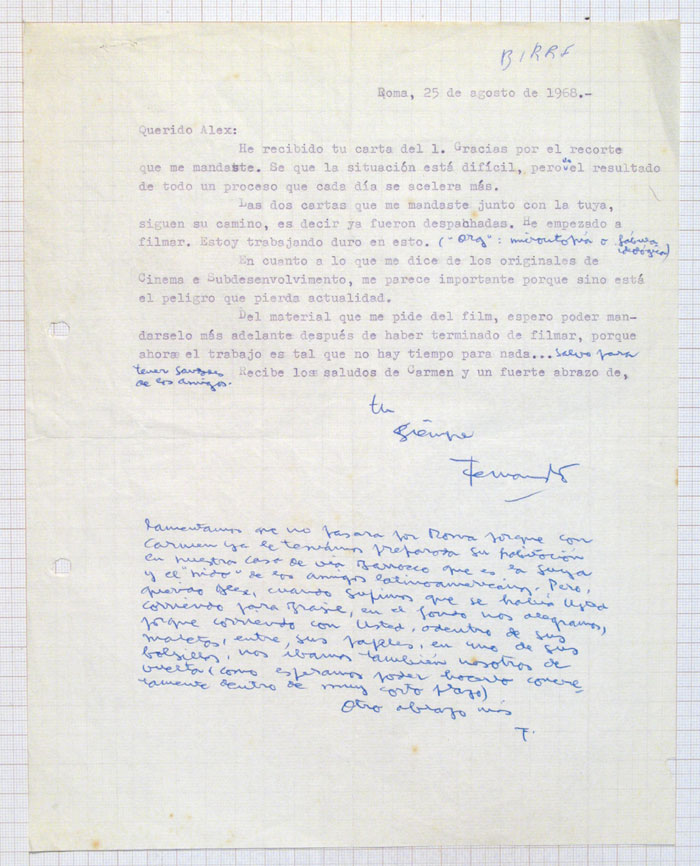 BIRRI
Roma, 25 de agosto de 1968.-
Querido Alex:
He recibido tu carta del 1. Gracias por el recorte
que me mandaste. Se que la situación está difícil, pero es el resultado
de todo un proceso que cada día se acelera más.
Las dos cartas que me mandaste junto con la tuya,
siguen su camino, es decir ya fueron despachadas. He empezado a
filmar. Estoy trabajando duro en esto. ("Org": microutopía o fábula
ideológica)
En cuanto a lo que me dice de los originales de
Cinema e Subdesenvolvimento, me parece importante porque sino está
el peligro que pierda actualidad.
Del material que me pide del film, espero poder man-
darselo más adelante después de haber terminado de filmar, porque
ahora el trabajo es tal que no hay tiempo para nada... salvo para
tener
de los amigos.
Recibe los saludos de Carmen y un fuerte abrazo de,
tu
siempre
Fernando
Lamentamos que no pasara por Roma porque con
Carmen ya le teníamos preparada su habitación
en nuestra casa de via Barrocco que es la suya
y el "nido" de los amigos latinoamericanos. Pero,
querido Alex, cuando supimos que se había usted
corriendo para Brasil, en el fondo nos alegramos,
porque corriendo con usted, adentro de sus
maletas, entre sus papeles, en uno de sus
bolsillos, nos ibamos también nosotros de
vuelta (como esperamos poder hacerlo concre-
tamente dentro de muy corto plazo)
Otro abrazo más
F.